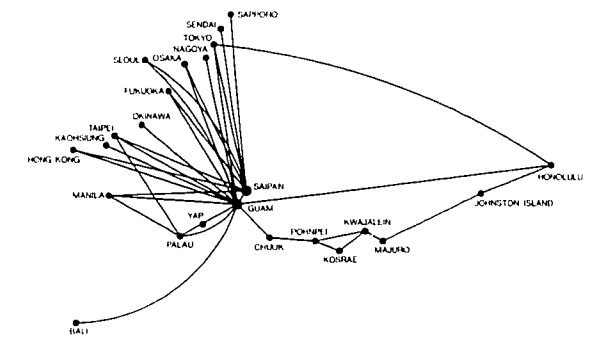 SAPPORO
SENDAI
TOKYO
NAGOYA
SEOUL
OSAKA
FUKUOKA
OKINAWA
TAIPEI
KAOHSIUNG
HONG KONG
HONOLULU
SAIPAN
MANILA
JOHNSTON ISLAND
GUAM
YAP
KWAJALEIN
POHNPEI
PALAU
CHUUK
MAJURO
KOSRAE
BALI